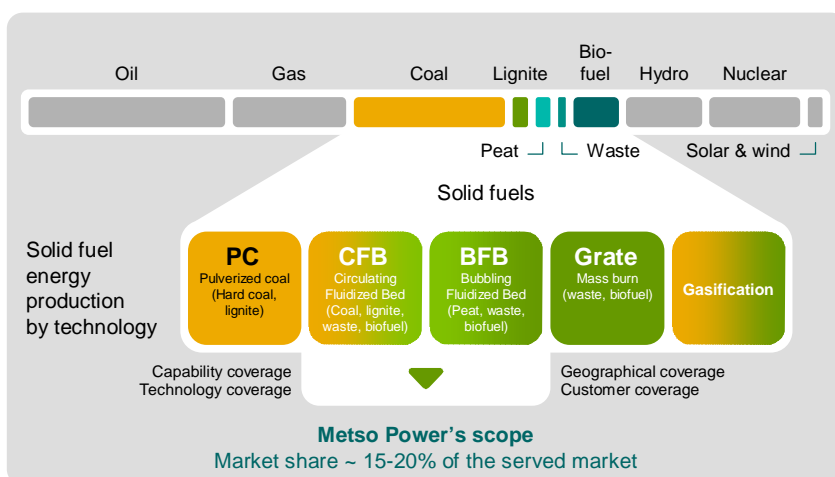 Oil
Gas
Coal
Lignite
Bio-
fuel
Hydro
Nuclear
Peat
Waste
Solar & wind
Solid fuels
Solid fuel
energy
production
by technology
PC
Pulverized coal
(Hard coal,
lignite)
CFB
Circulating
Fluidized Bed
(Coal, lignite,
waste, biofuel)
BFB
Bubbling
Fluidized Bed
(Peat, waste,
biofuel)
Grate
Mass burn
(waste, biofuel)
Gasification
Capability coverage
Technology coverage
Geographical coverage
Customer coverage
Metso Power's scope
Market share ~ 15-20% of the served market